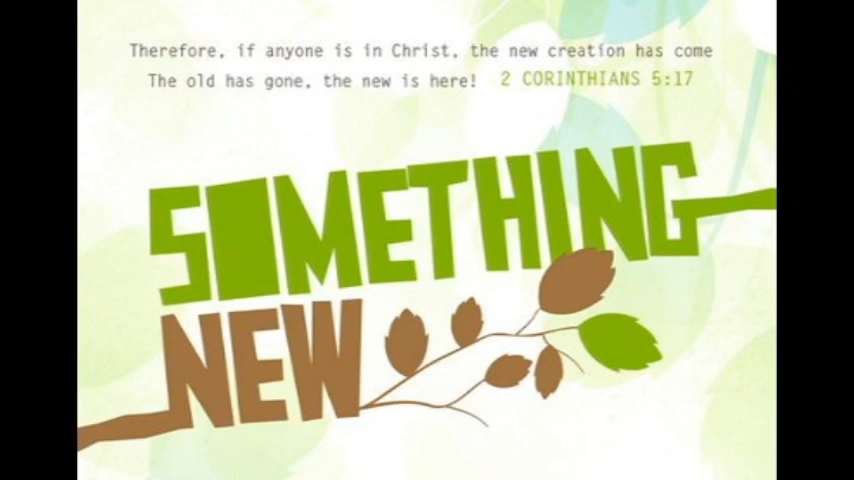 Therefore, if anyone is in Christ, the new creation has come
The old has gone, the new is here! 2 CORINTHIANS 5:17
SOMETHING
NEW